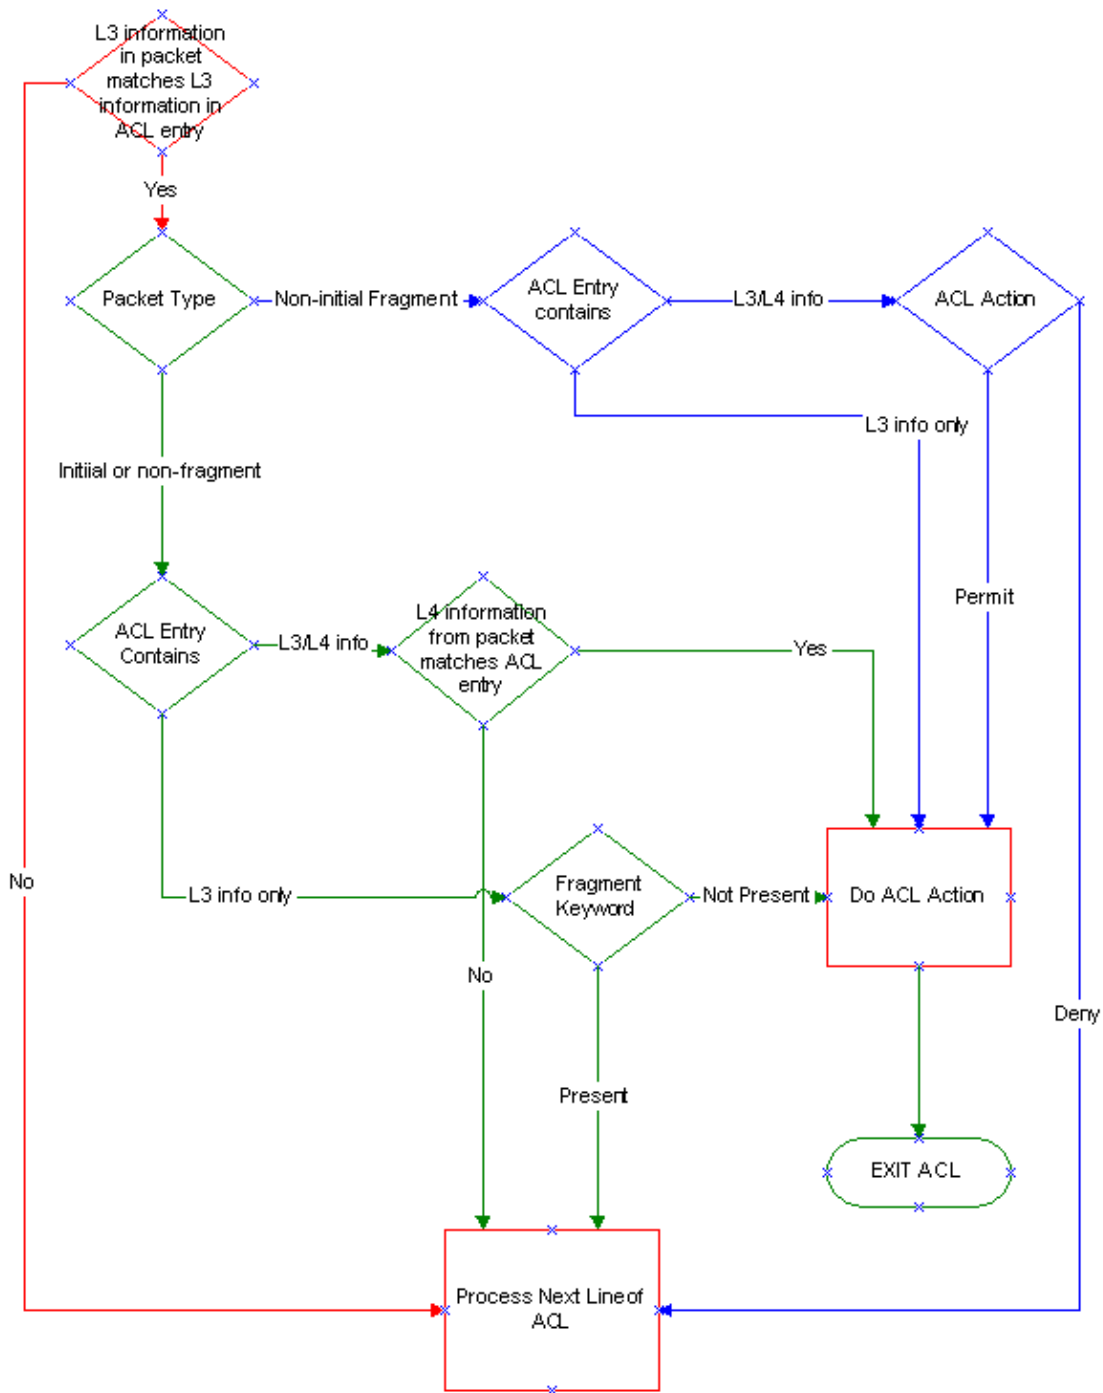 L3 information
in packet
matches L3
information in
ACL entry
Yes
Packet Type
Non-initial Fragment
ACL Entry
contains
L3/L4 info
ACL Action
L3 info only
Initiial or non-fragment
Permit
ACL Entry
Contains
L3/L4 info
L4 information
from packet
matches ACL
entry
Yes
No
L3 info only
Fragment
Keyword
Not Present
Do ACL Action
No
Deny
Present
EXIT ACL
Process Next Line of
ACL